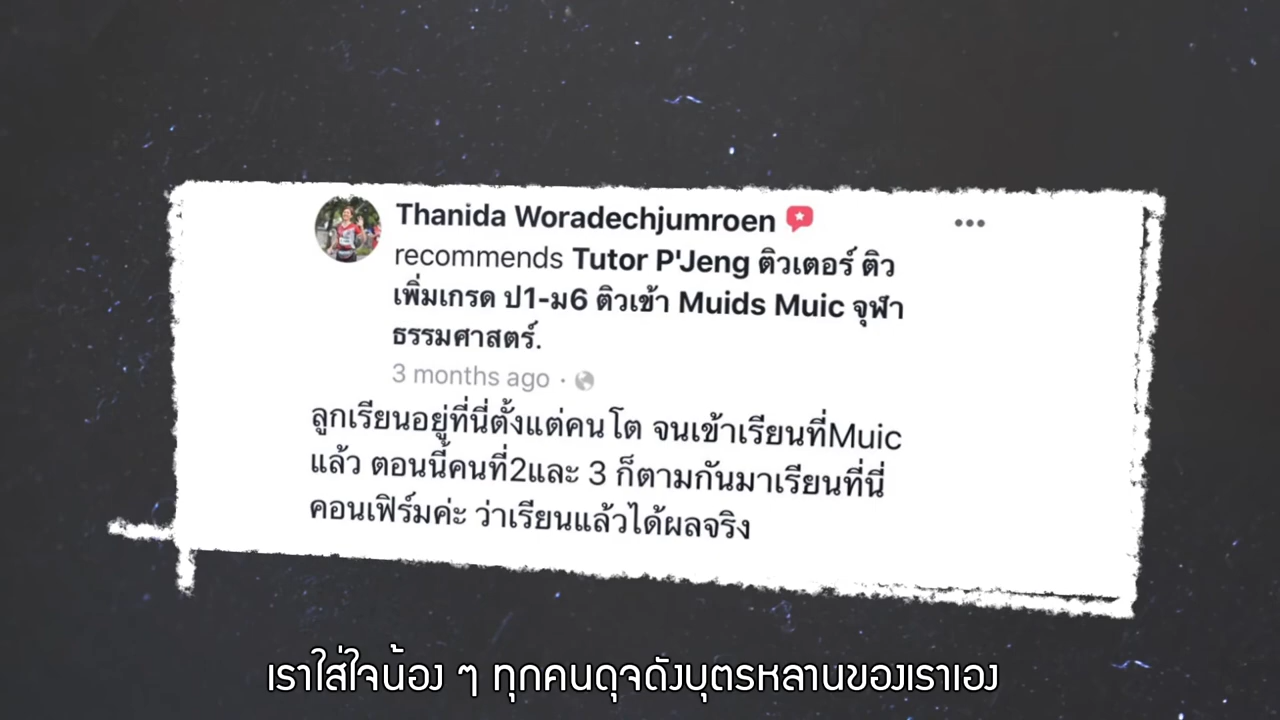 Thanida Woradechjumroen
recommends Tutor P'Jeng ติวเตอร์ ติว
เพิ่มเกรด ป1-ม6 ติวเข้า Muids Muic จุฬา
ธรรมศาสตร์.
3 months ago ·
ลูกเรียนอยู่ที่นี่ตั้งแต่คนโต จนเข้าเรียนที่Muic
แล้ว ตอนนี้คนที่2และ 3 ก็ตามกันมาเรียนที่นี่
คอนเฟิร์มค่ะ ว่าเรียนแล้วได้ผลจริง
เราใส่ใจน้อง ๆ ทุกคนดุจดังบุตรหลานของเราเอง